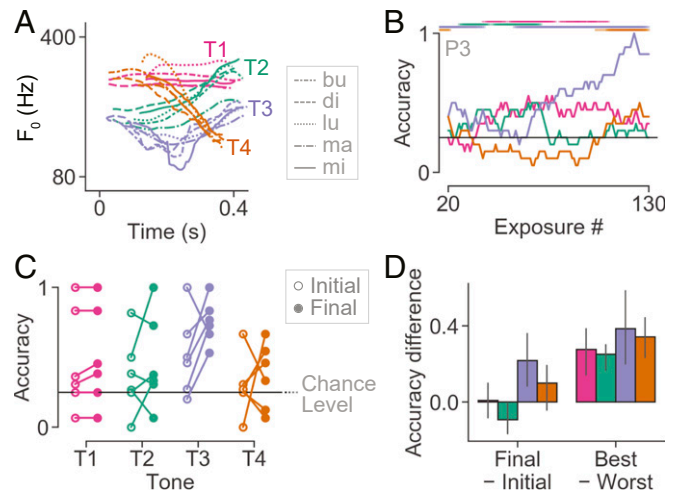 A
400
F0 (Hz)
80
0
0.4
Time (s)
T1
T2
T3
T4
bu
di
lu
ma
mi
B
P3
1
Accuracy
0
20
130
Exposure #
C
1
Accuracy
0
T1 T2 T3 T4
Tone
Initial
Final
Chance
Level
D
Accuracy difference
0.4
0.0
Final
– Initial
Best
– Worst